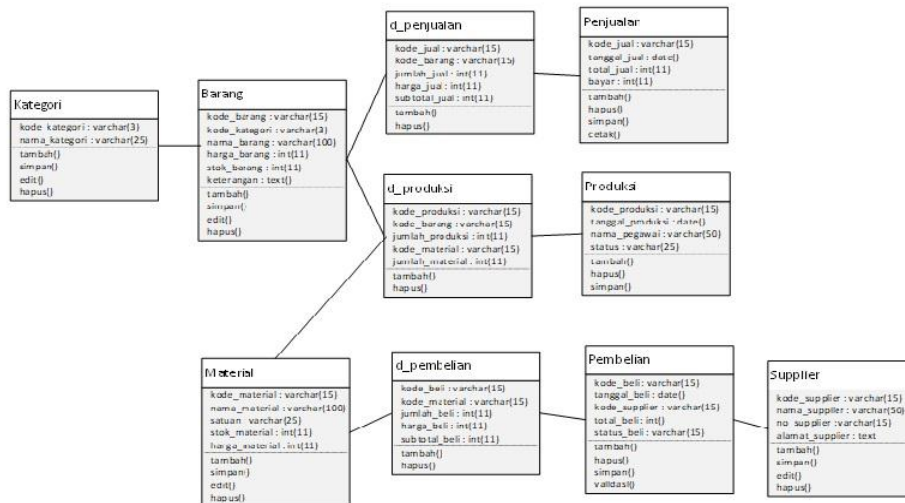 Kategori
kode kategori : varchar(3)
nama_kategori : varchar(25)
tambah()
simpan()
edit()
hapus()
Barang
kode_barang : varchar(15)
kode_kategori : varchar(3)
nama_barang : varchar(100)
harga_barang : int(11)
stok_barang : int(11)
keterangan : text()
tambah()
simpan()
edit()
hapus()
d_penjualan
kode_jual : varchar(15)
kode_barang : varchar(15)
jumlah_jual : int(11)
harga_jual : int(11)
subtotal_jual : int(11)
tambah()
hapus()
Penjualan
kode_jual : varchar(15)
tanggal_jual : date()
total_jual : int(11)
bayar : int(11)
tambah()
hapus()
simpan()
cetak()
d_produksi
kode_produksi : varchar(15)
kode_barang : varchar(15)
jumlah_produksi : int(11)
kode_material : varchar(15)
jumlah_material : int(11)
tambah()
hapus()
Produksi
kode_produksi : varchar(15)
tanggal_produksi : date()
nama_pegawai : varchar(50)
status : varchar(25)
tambah()
hapus()
simpan()
Material
kode_material : varchar(15)
nama_material : varchar(100)
satuan : varchar(25)
stok_material : int(11)
harga_material : int(11)
tambah()
simpan()
edit()
hapus()
d_pembelian
kode_beli : varchar(15)
kode_material : varchar(15)
jumlah_beli : int(11)
harga_beli : int(11)
subtotal_beli : int(11)
tambah()
hapus()
Pembelian
kode_beli : varchar(15)
tanggal_beli : date()
kode_supplier : varchar(15)
total_beli : int()
status_beli : varchar(15)
tambah()
hapus()
simpan()
validasi()
Supplier
kode_supplier : varchar(15)
nama_supplier : varchar(50)
no_supplier : varchar(15)
alamat_supplier : text
tambah()
simpan()
edit()
hapus()